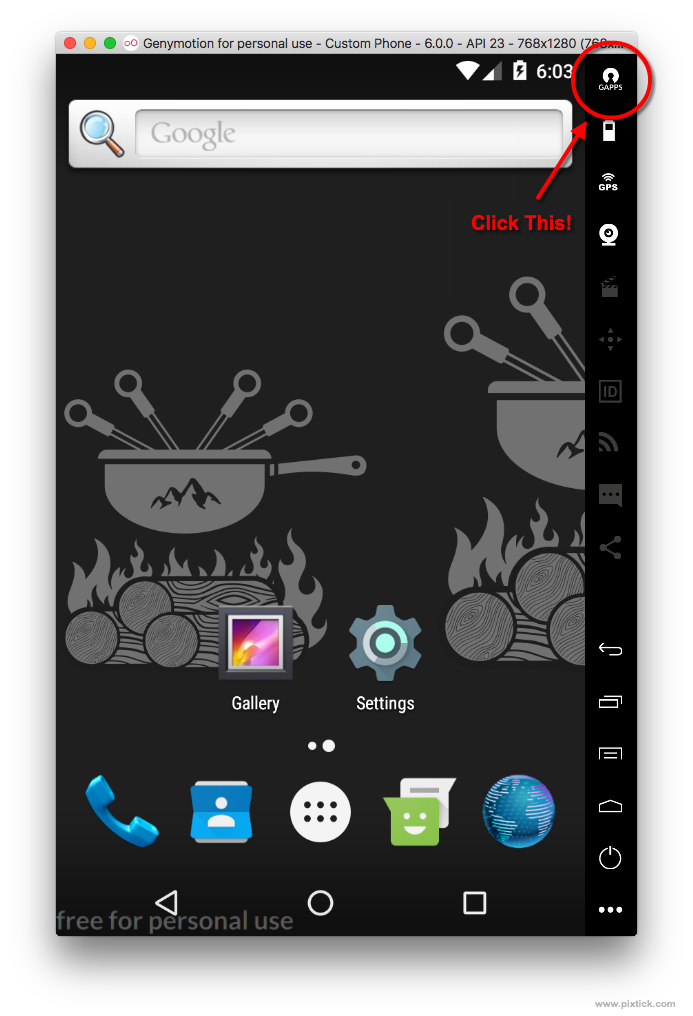 Genymotion for personal use - Custom Phone - 6.0.0 - API 23 - 768x1280 (768x...
6:03
GAPPS
Google
GPS
Click This!
ID
Gallery
Settings
free for personal use
www.pixtick.com